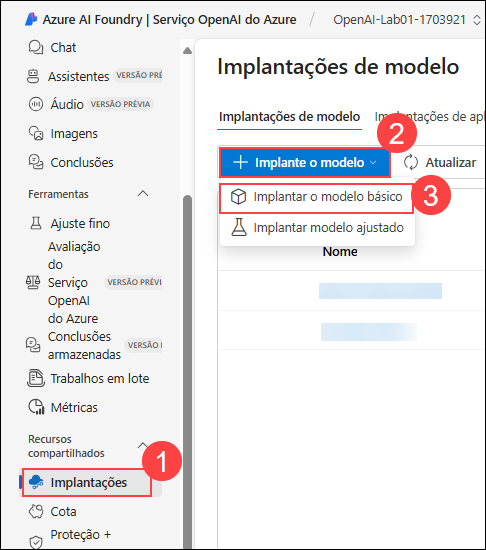 Azure AI Foundry | Serviço OpenAI do Azure / OpenAI-Lab01-1703921
Chat
Assistentes VERSÃO PRÉ
Áudio VERSÃO PRÉVIA
Imagens
Conclusões
Ferramentas
Ajuste fino
Avaliação
do
Serviço VERSÃO PRÉVI
OpenAI
do Azure
Conclusões
armazenadas VERSÃO P
Trabalhos em lote
Métricas
Recursos
compartilhados
1
Implantações
Cota
Proteção +
Implantações de modelo
Implantações de modelo Implantações de apl
2
+ Implante o modelo Atualizar
Implantar o modelo básico
3
Implantar modelo ajustado
Nome